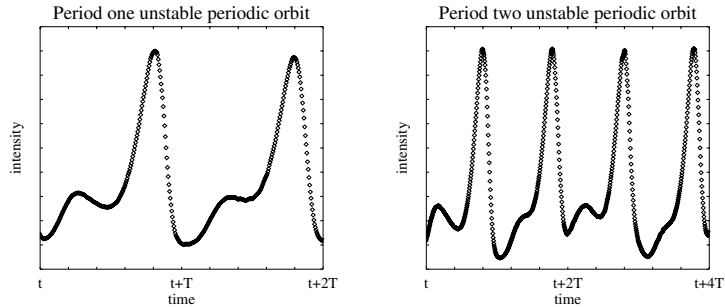 Period one unstable periodic orbit
intensity
t
t+T
t+2T
time
Period two unstable periodic orbit
intensity
t
t+2T
t+4T
time